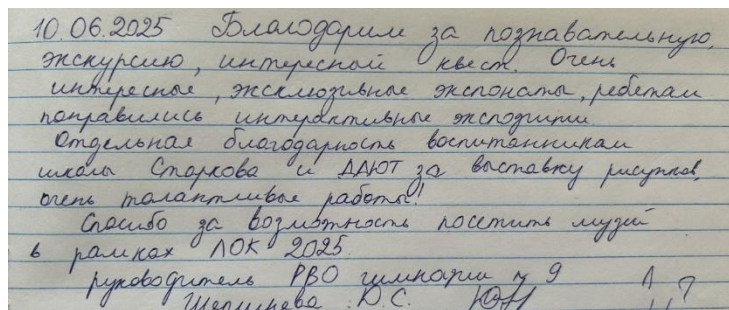 10.06.2025 Благодарим за познавательную,
экскурсию, интересный квест. Очень
интересные, эксклюзивные экспонаты, ребятам
понравились интерактивные
Отдельная благодарность воспитанникам
школы Старкова и ДДЮТ за выставку рисунков,
очень талантливые работы!
Спасибо за возможность посетить музей
в рамках ЛОК 2025
руководитель РВО гимназии № 9
Ю.С.